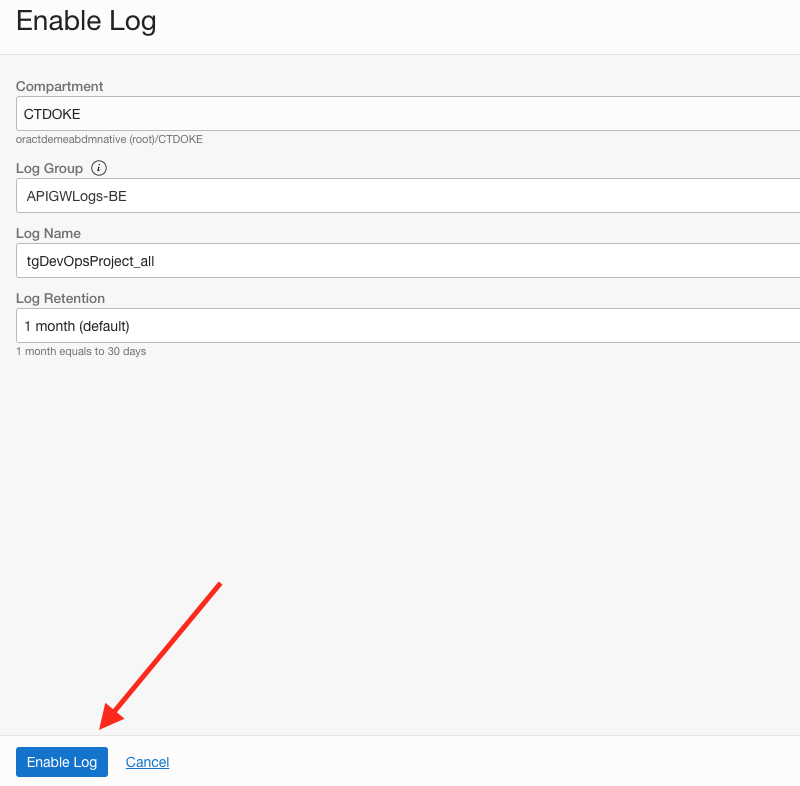 Enable Log
Compartment
CTDOKE
oractdemeabdmnative (root)/CTDOKE
Log Group i
APIGWLogs-BE
Log Name
tgDevOpsProject_all
Log Retention
1 month (default)
1 month equals to 30 days
Enable Log Cancel